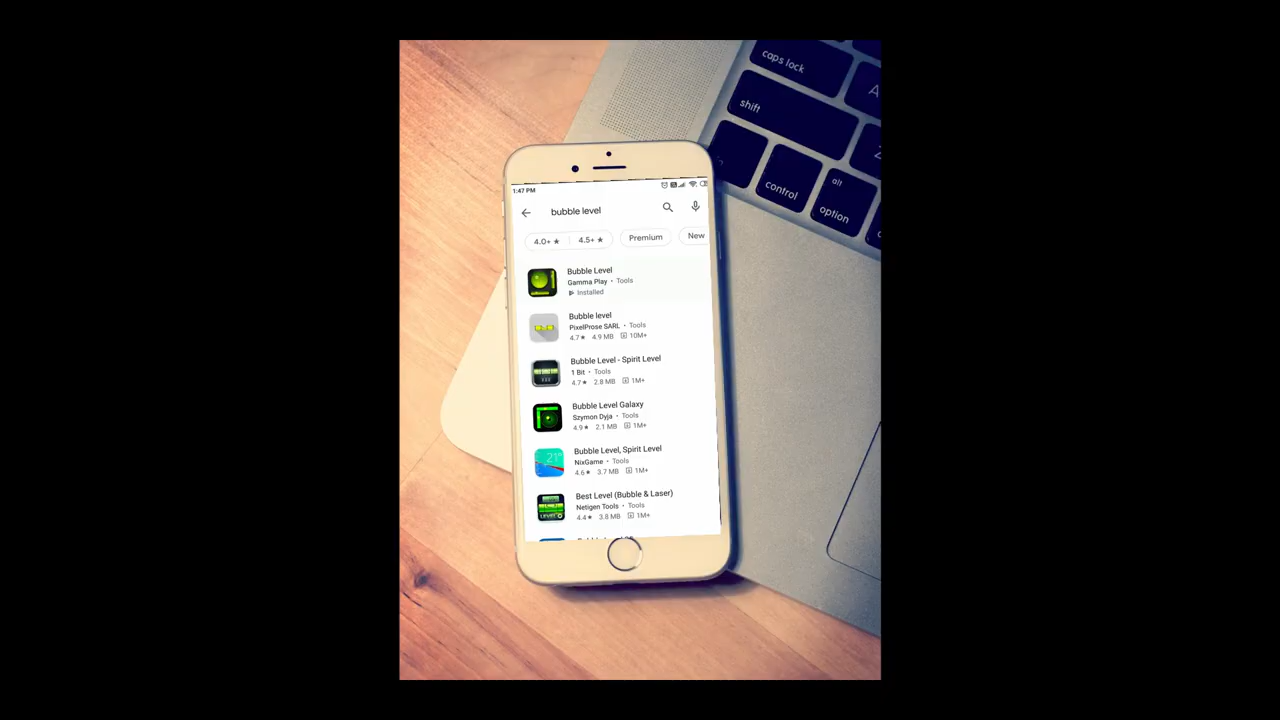 caps lock
A
shift
Z
control
alt
option
1:47 PM
bubble level
4.0+ ★ 4.5+ ★ Premium New
Bubble Level
Gamma Play • Tools
Installed
Bubble level
PixelProse SARL • Tools
4.7 ★ 4.9 MB 10M+
Bubble Level - Spirit Level
1 Bit • Tools
4.7 ★ 2.8 MB 1M+
Bubble Level Galaxy
Szymon Dyja • Tools
4.9 ★ 2.1 MB 1M+
21°
Bubble Level, Spirit Level
NixGame • Tools
4.6 ★ 3.7 MB 1M+
Best Level (Bubble & Laser)
Netigen Tools • Tools
4.4 ★ 3.8 MB 1M+
LEVEL